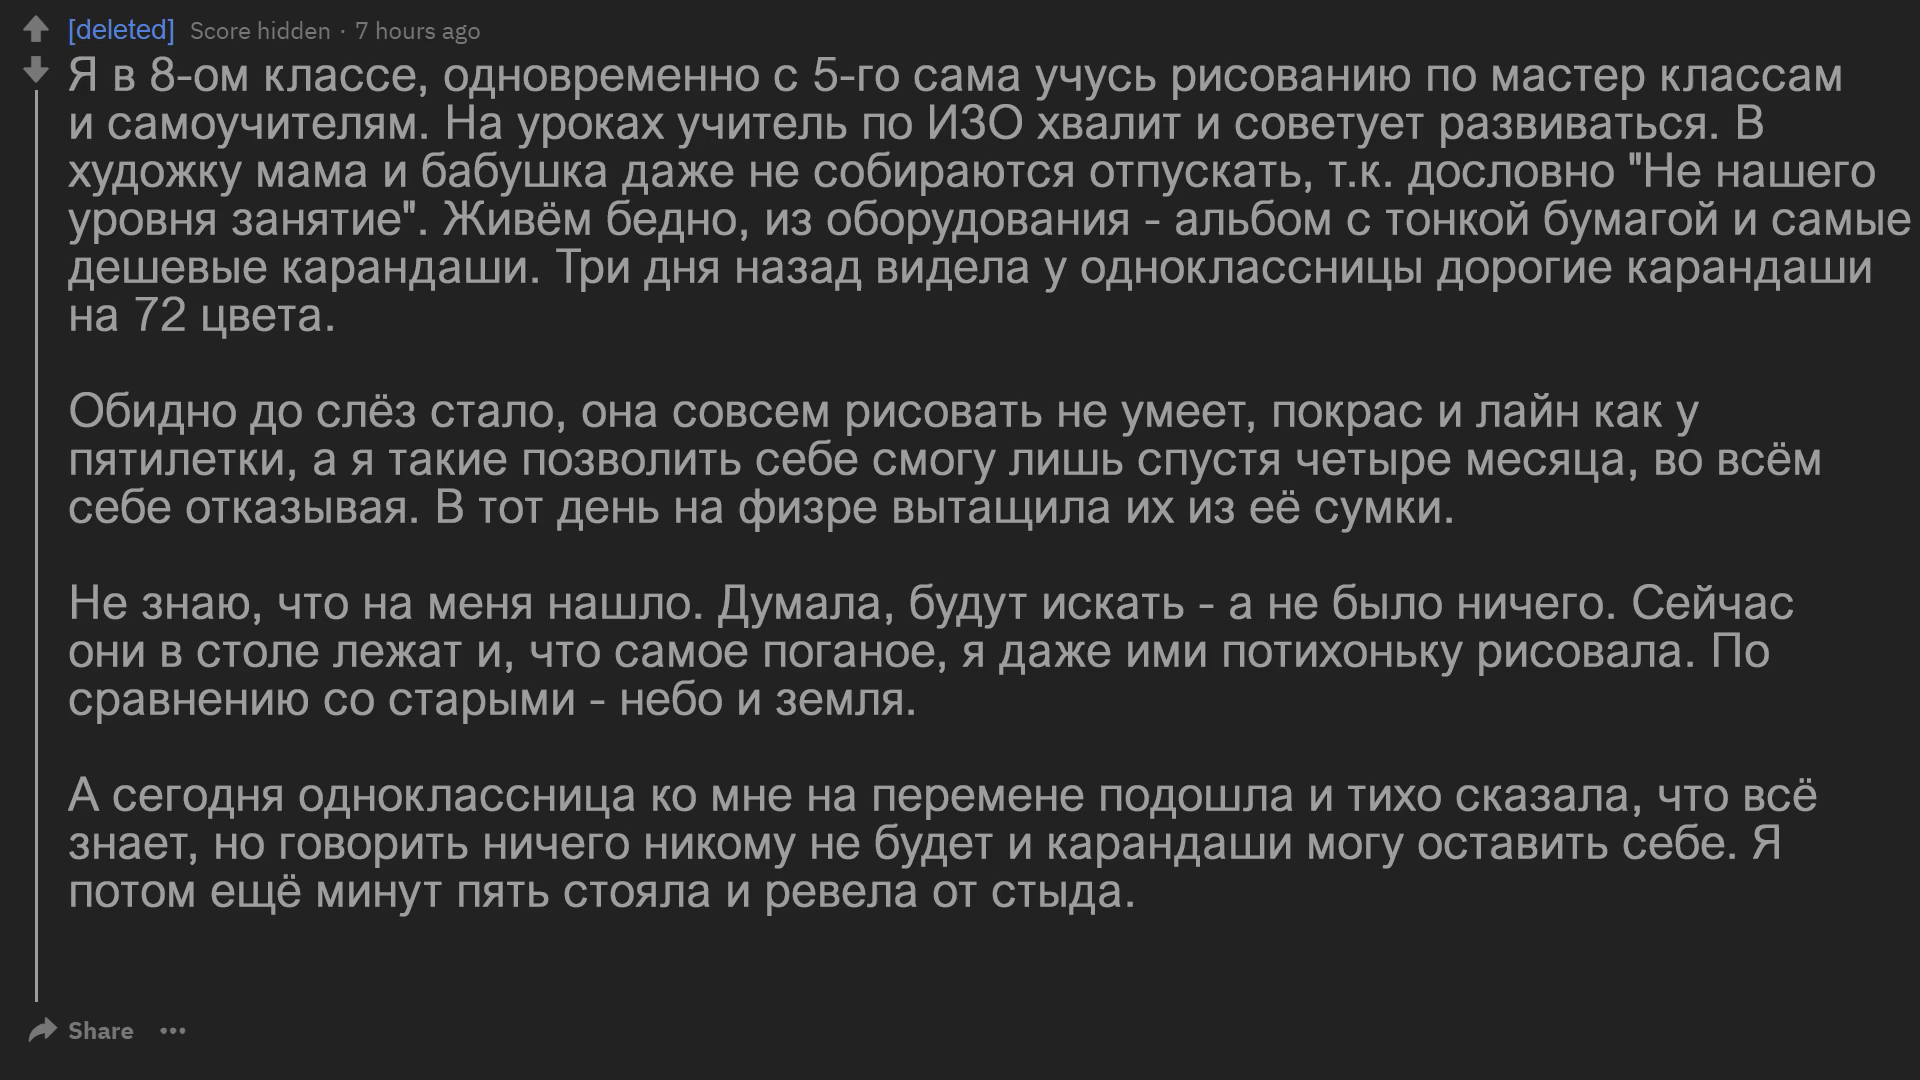 [deleted] Score hidden · 7 hours ago
Я в 8-ом классе, одновременно с 5-го сама учусь рисованию по мастер классам
и самоучителям. На уроках учитель по ИЗО хвалит и советует развиваться. В
художку мама и бабушка даже не собираются отпускать, т.к. дословно "Не нашего
уровня занятие". Живём бедно, из оборудования - альбом с тонкой бумагой и самые
дешевые карандаши. Три дня назад видела у одноклассницы дорогие карандаши
на 72 цвета.
Обидно до слёз стало, она совсем рисовать не умеет, покрас и лайн как у
пятилетки, а я такие позволить себе смогу лишь спустя четыре месяца, во всём
себе отказывая. В тот день на физре вытащила их из её сумки.
Не знаю, что на меня нашло. Думала, будут искать - а не было ничего. Сейчас
они в столе лежат и, что самое поганое, я даже ими потихоньку рисовала. По
сравнению со старыми - небо и земля.
А сегодня одноклассница ко мне на перемене подошла и тихо сказала, что всё
знает, но говорить ничего никому не будет и карандаши могу оставить себе. Я
потом ещё минут пять стояла и ревела от стыда.
Share ...